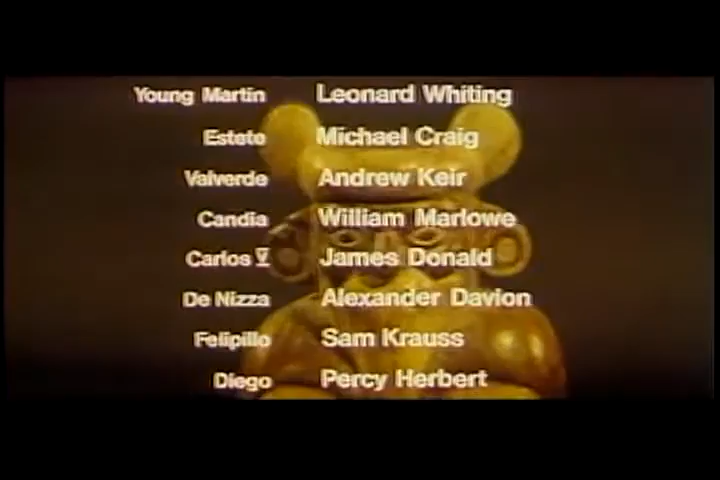 Young Martin Leonard Whiting
Estete Michael Craig
Valverde Andrew Keir
Candia William Marlowe
Carlos V James Donald
De Nizza Alexander Davion
Felipillo Sam Krauss
Diego Percy Herbert